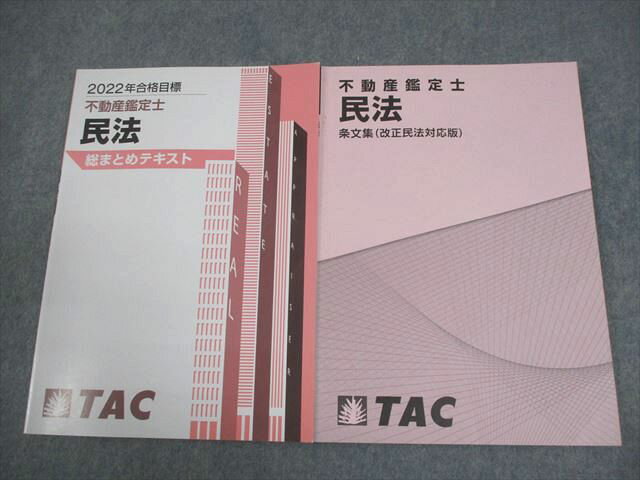 2022年合格目標
不動産鑑定士
民法
総まとめテキスト
REAL
ESTATE
APPRAISER
TAC
不動産鑑定士
民法
条文集(改正民法対応版)
TAC